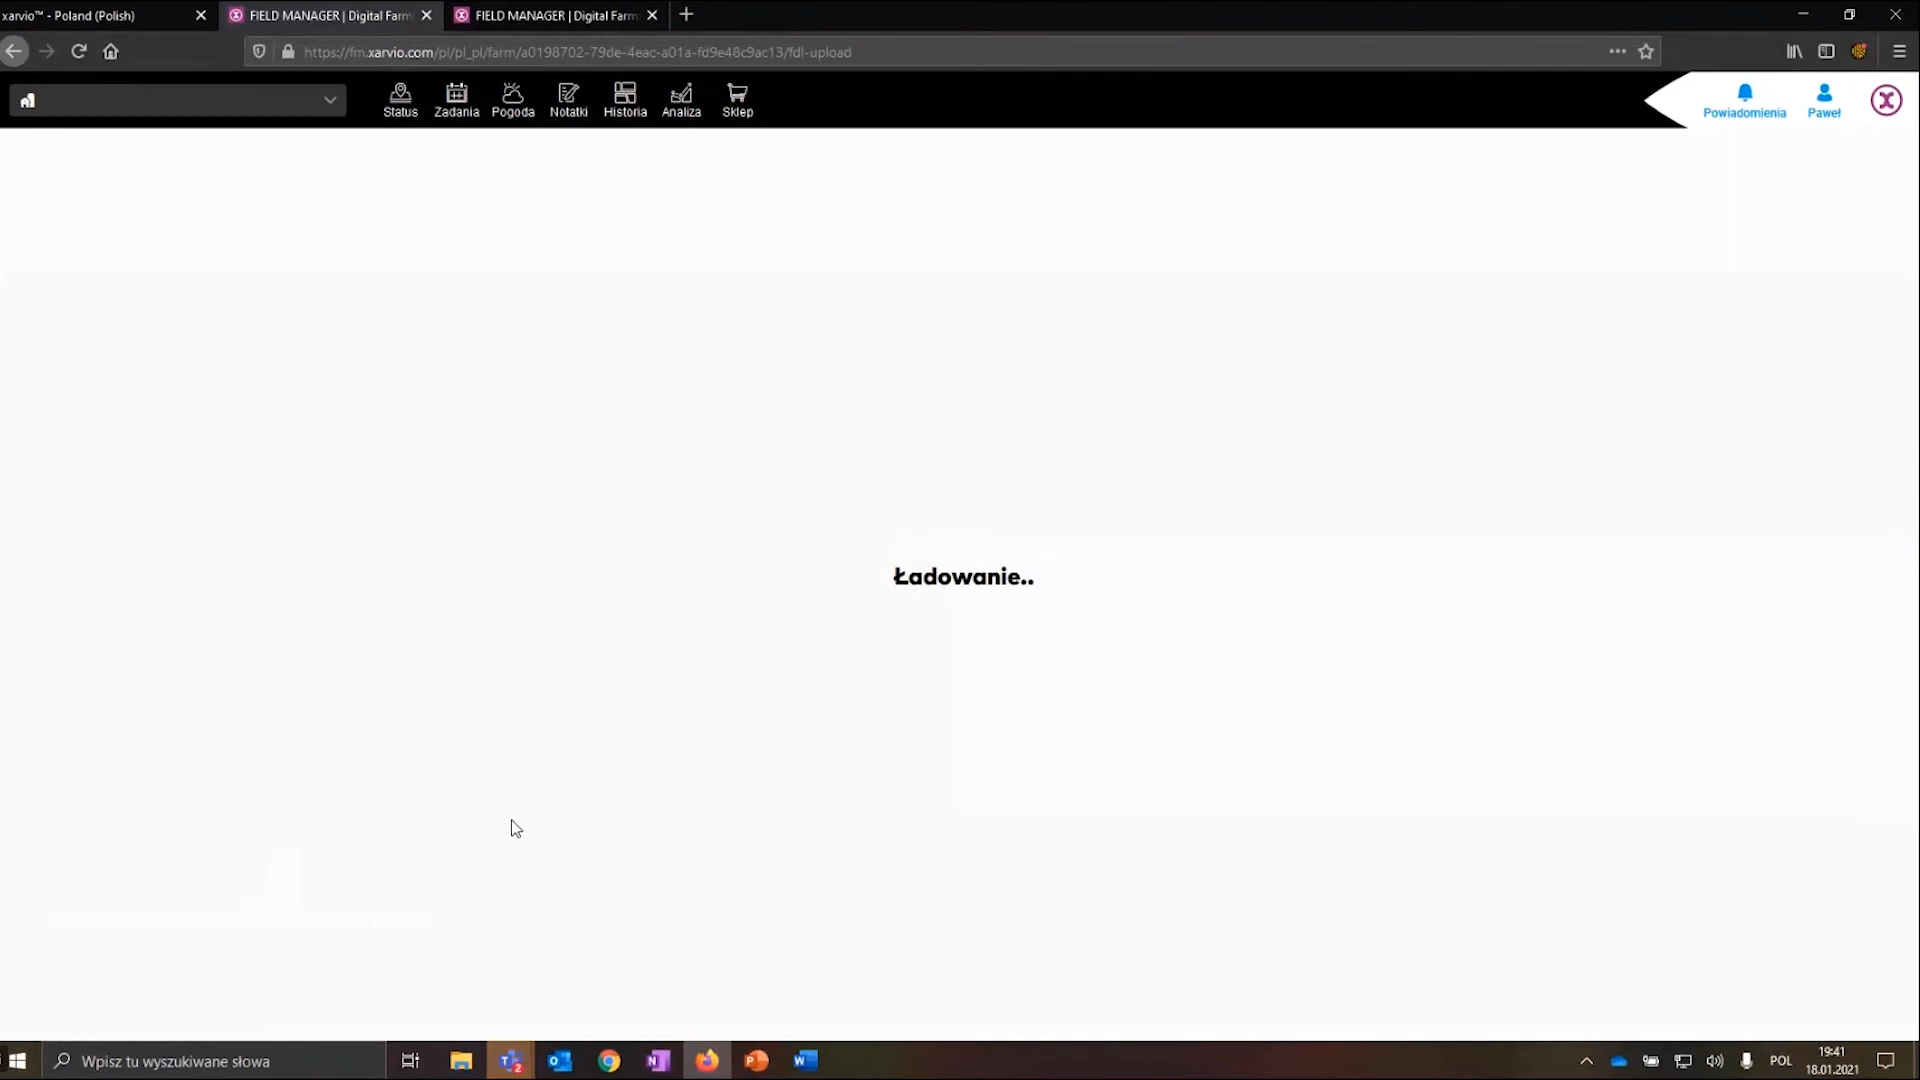 xarvio™ - Poland (Polish)
FIELD MANAGER | Digital Farm
FIELD MANAGER | Digital Farm
https://fm.xarvio.com/pl/pl_pl/farm/a0198702-79de-4eac-a01a-fd9e48c9ac13/fdl-upload
Status
Zadania
Pogoda
Notatki
Historia
Analiza
Sklep
Powiadomienia
Paweł
Ładowanie..
Wpisz tu wyszukiwane słowa
2
POL
19:41
18.01.2021